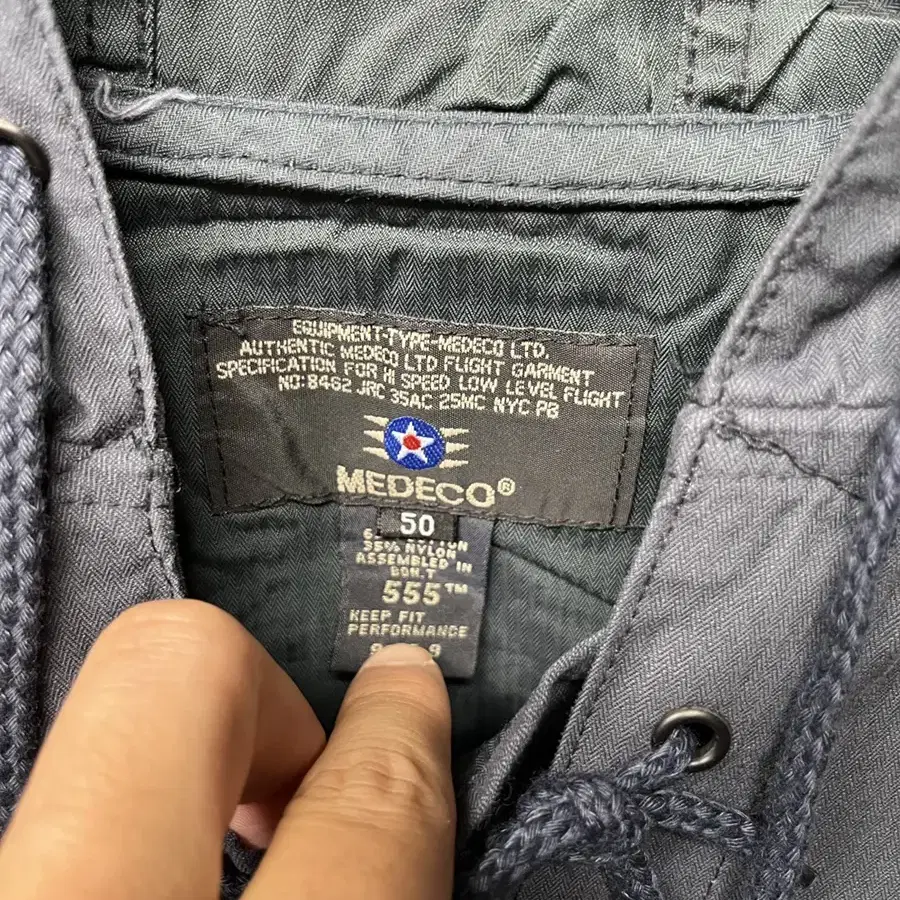 EQUIPMENT-TYPE-MEDECO LTD.
AUTHENTIC MEDECO LTD FLIGHT GARMENT
SPECIFICATION FOR HI SPEED LOW LEVEL FLIGHT
NO:8462 JRC 35AC 25MC NYC PB
MEDECO®
50
35% NYLON
ASSEMBLED IN
555™
KEEP FIT
PERFORMANCE